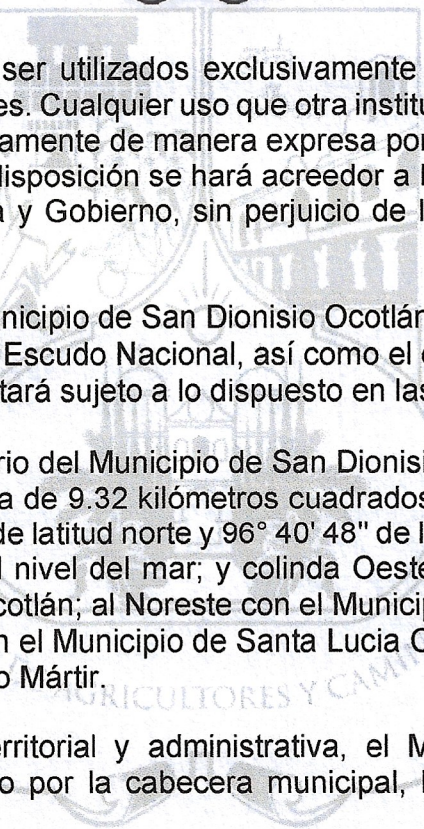 ser utilizados exclusivamente
es. Cualquier uso que otra institu
amente de manera expresa por
disposición se hará acreedor a l
a y Gobierno, sin perjuicio de l
nicipio de San Dionisio Ocotlán
Escudo Nacional, así como el
tará sujeto a lo dispuesto en las
rio del Municipio de San Dionisi
a de 9.32 kilómetros cuadrados
de latitud norte y 96° 40' 48" de l
l nivel del mar; y colinda Oeste
cotlán; al Noreste con el Municip
n el Municipio de Santa Lucia O
o Mártir.
AGRICULTORES Y CAMI
erritorial y administrativa, el M
o por la cabecera municipal, l